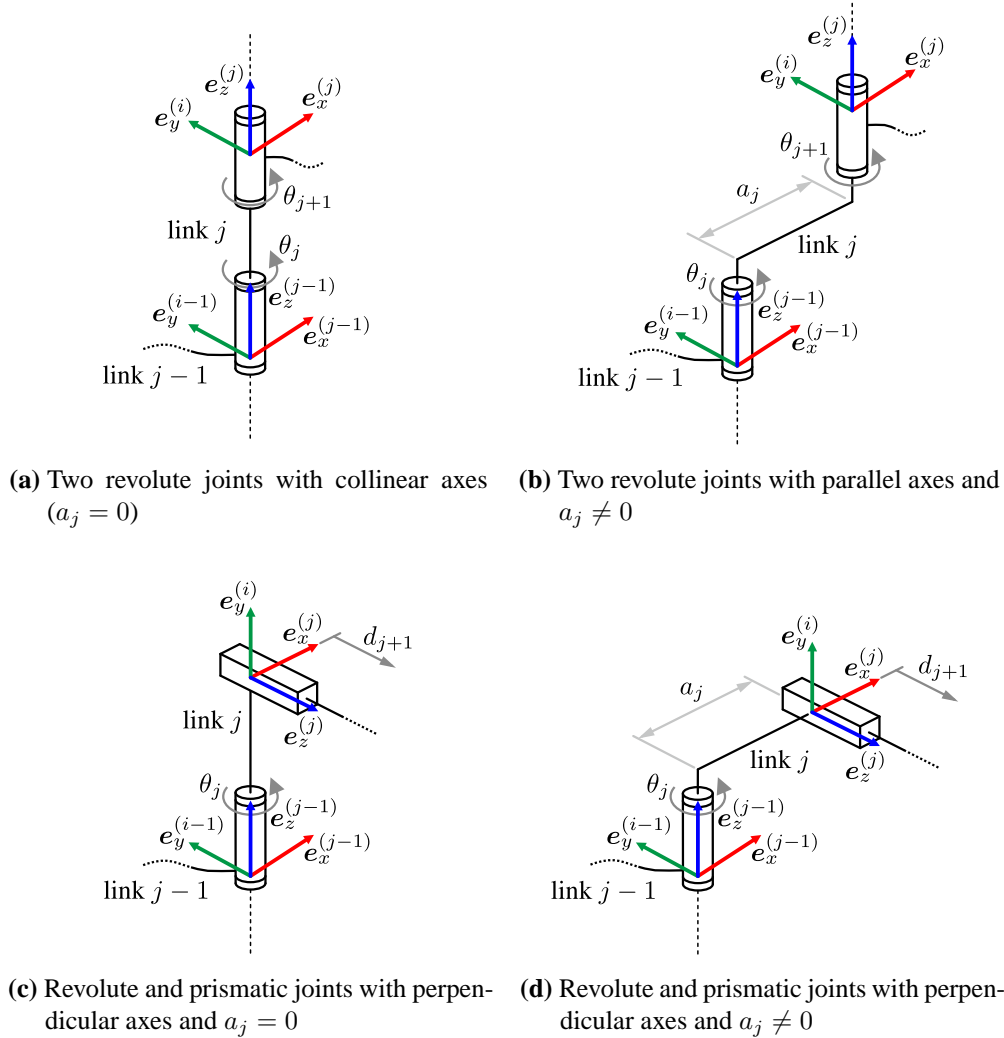 e_z^{(j)}
e_x^{(j)}
e_y^{(i)}
θ_{j+1}
link j
θ_j
e_z^{(j−1)}
e_y^{(i−1)}
e_x^{(j−1)}
link j − 1
(a) Two revolute joints with collinear axes
(a_j = 0)
e_z^{(j)}
e_x^{(j)}
e_y^{(i)}
θ_{j+1}
a_j
link j
θ_j
e_z^{(j−1)}
e_y^{(i−1)}
e_x^{(j−1)}
link j − 1
(b) Two revolute joints with parallel axes and
a_j ≠ 0
e_y^{(i)}
e_x^{(j)}
d_{j+1}
link j
e_z^{(j)}
θ_j
e_z^{(j−1)}
e_y^{(i−1)}
e_x^{(j−1)}
link j − 1
(c) Revolute and prismatic joints with perpen-
dicular axes and a_j = 0
e_y^{(i)}
e_x^{(j)}
d_{j+1}
a_j
link j
e_z^{(j)}
θ_j
e_z^{(j−1)}
e_y^{(i−1)}
e_x^{(j−1)}
link j − 1
(d) Revolute and prismatic joints with perpen-
dicular axes and a_j ≠ 0